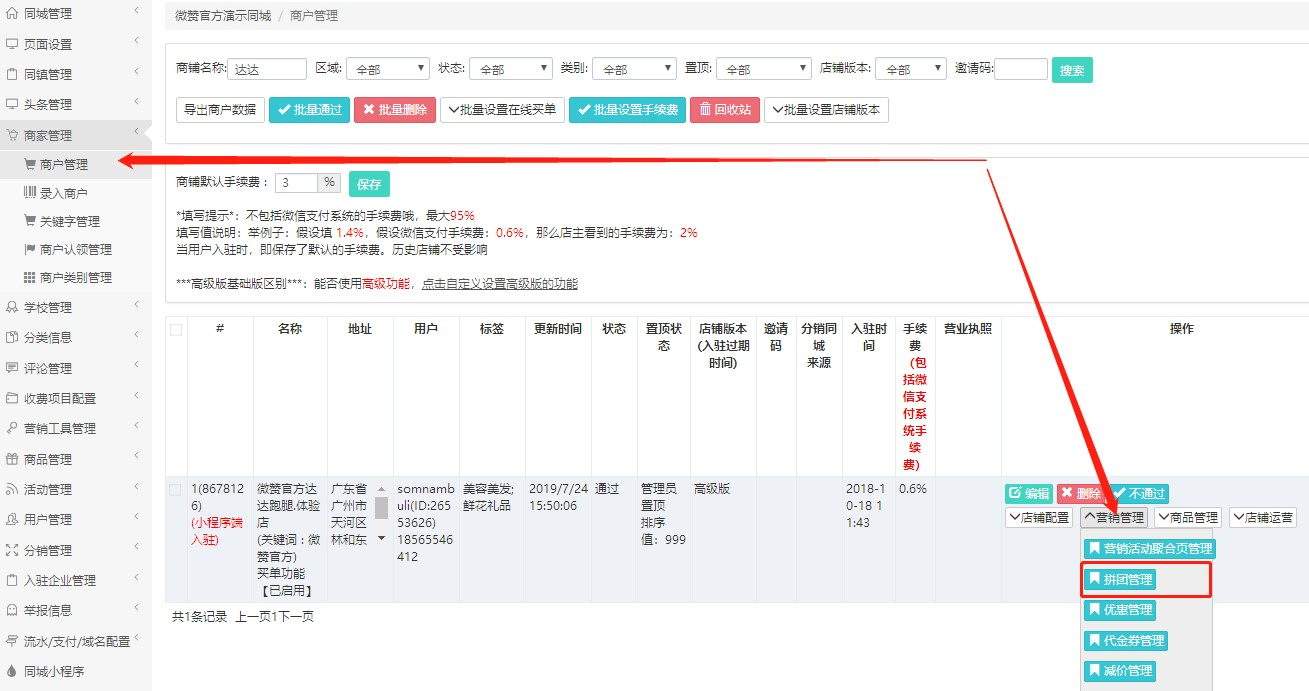 同城管理
页面设置
同镇管理
头条管理
商家管理
商户管理
录入商户
关键字管理
商户认领管理
商户类别管理
学校管理
分类信息
评论管理
收费项目配置
营销工具管理
商品管理
活动管理
用户管理
分销管理
入驻企业管理
举报信息
流水/支付/域名配置
同城小程序
微赞官方演示同城 / 商户管理
商铺名称: 达达 区域: 全部 状态: 全部 类别: 全部 置顶: 全部 店铺版本: 全部 邀请码: 搜索
导出商户数据 批量通过 批量删除 批量设置在线买单 批量设置手续费 回收站 批量设置店铺版本
商铺默认手续费： 3 % 保存
*填写提示*：不包括微信支付系统的手续费哦，最大95%
填写值说明：举例子：假设填 1.4%，假设微信支付手续费：0.6%，那么店主看到的手续费为：2%
当用户入驻时，即保存了默认的手续费。历史店铺不受影响
***高级版基础版区别***：能否使用高级功能，点击自定义设置高级版的功能
#
名称
地址
用户
标签
更新时间
状态
置顶状
态
店铺版本
(入驻过期
时间)
邀请
码
分销同
城
来源
入驻时
间
手续
费
(包
括微
信支
付系
统手
续
费)
营业执照
操作
1(867812
6)
(小程序端
入驻)
微赞官方达
达跑腿.体验
店
(关键词：微
赞官方)
买单功能
【已启用】
广东省
广州市
天河区
林和东
somnamb
uli(ID:265
53626)
18565546
412
美容美发;
鲜花礼品
2019/7/24
15:50:06
通过
管理员
置顶
排序
值：999
高级版
2018-1
0-18 1
1:43
0.6%
编辑 删除 不通过
店铺配置 营销管理 商品管理 店铺运营
营销活动聚合页管理
拼团管理
优惠管理
代金券管理
减价管理
共1条记录 上一页1下一页